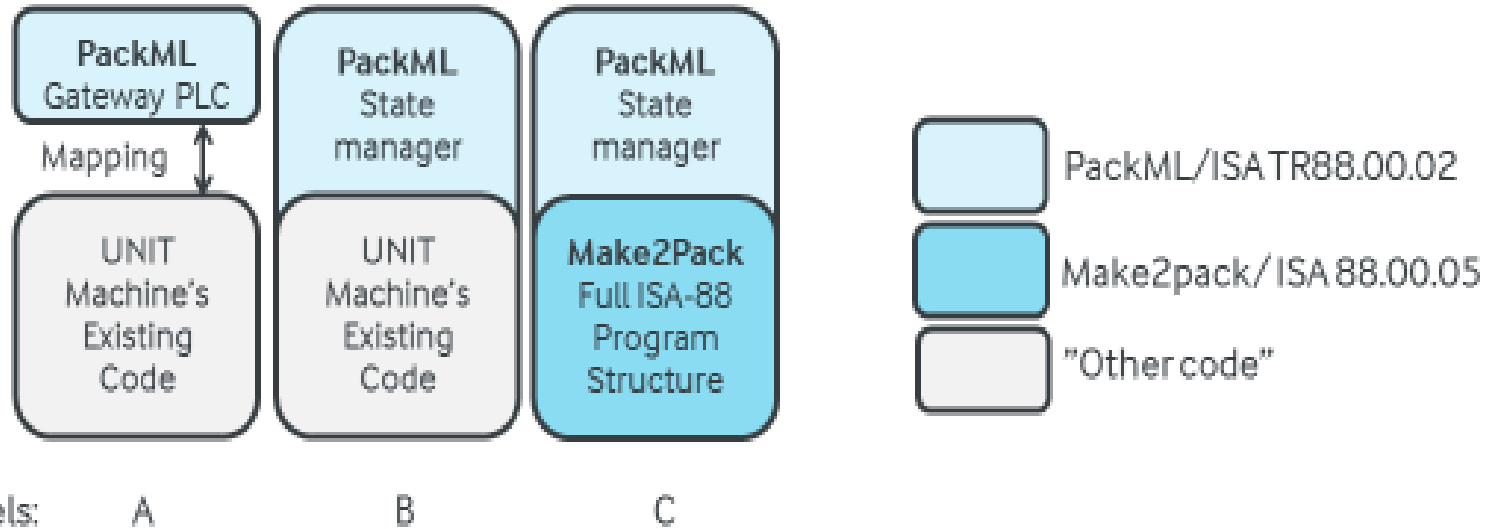 PackML
Gateway PLC
Mapping
UNIT
Machine's
Existing
Code
PackML
State
manager
UNIT
Machine's
Existing
Code
PackML
State
manager
Make2Pack
Full ISA-88
Program
Structure
PackML/ISA TR88.00.02
Make2pack/ ISA 88.00.05
"Other code"
els:
A
B
C